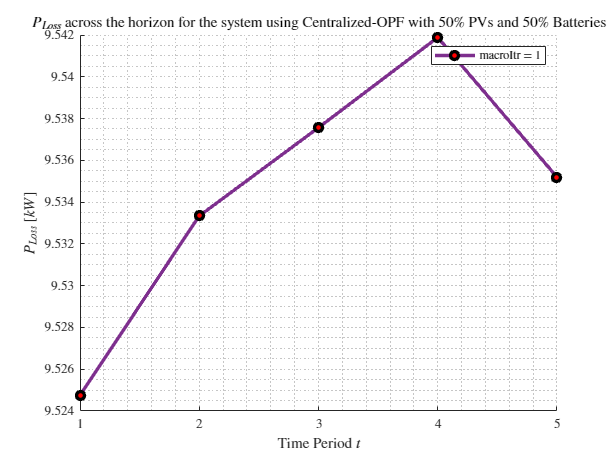 P_Loss across the horizon for the system using Centralized-OPF with 50% PVs and 50% Batteries
9.542
macroItr = 1
9.54
9.538
9.536
9.534
9.532
9.53
9.528
9.526
9.524
P_Loss [kW]
1 2 3 4 5
Time Period t